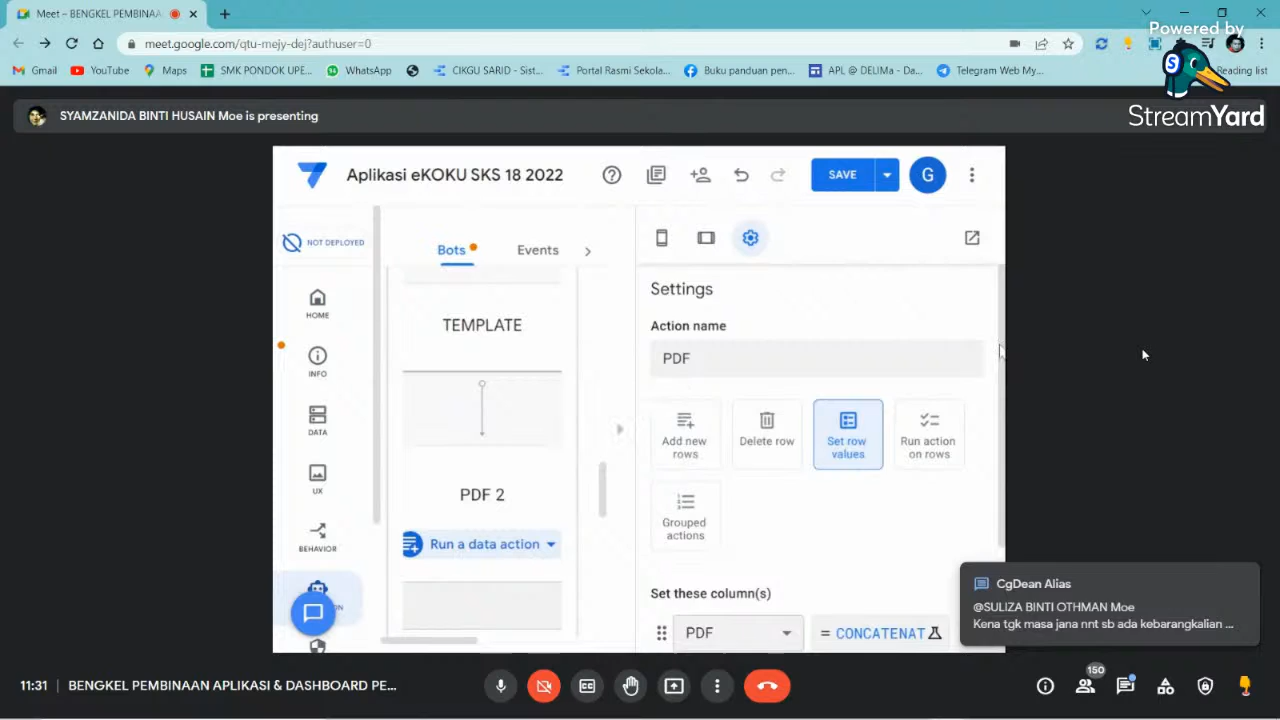 Meet – BENGKEL PEMBINAA
meet.google.com/qtu-mejy-dej?authuser=0
Powered by
Gmail
YouTube
Maps
SMK PONDOK UPE...
WhatsApp
CIKGU SARID - Sist...
Portal Rasmi Sekola...
Buku panduan pen...
APL @ DELIMa - Da...
Telegram Web My...
Reading list
StreamYard
SYAMZANIDA BINTI HUSAIN Moe is presenting
Aplikasi eKOKU SKS 18 2022
SAVE
G
NOT DEPLOYED
Bots
Events
HOME
INFO
DATA
UX
BEHAVIOR
TEMPLATE
PDF 2
Run a data action
Settings
Action name
PDF
Add new
rows
Delete row
Set row
values
Run action
on rows
Grouped
actions
Set these column(s)
PDF
= CONCATENAT
CgDean Alias
@SULIZA BINTI OTHMAN Moe
Kena tgk masa jana nnt sb ada kebarangkalian ...
11:31 | BENGKEL PEMBINAAN APLIKASI & DASHBOARD PE...
150